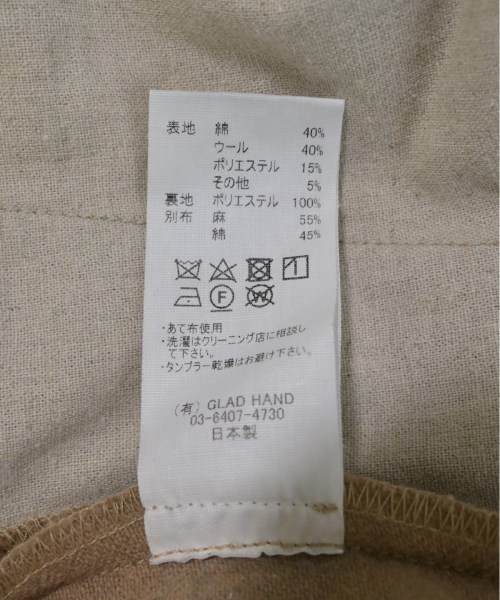 表地 綿 40%
ウール 40%
ポリエステル 15%
その他 5%
裏地 ポリエステル 100%
別布 麻 55%
綿 45%
F W
・あて布使用
・洗濯はクリーニング店に相談し
て下さい。
・タンブラー乾燥はお避け下さい。
(有) GLAD HAND
03-6407-4730
日本製